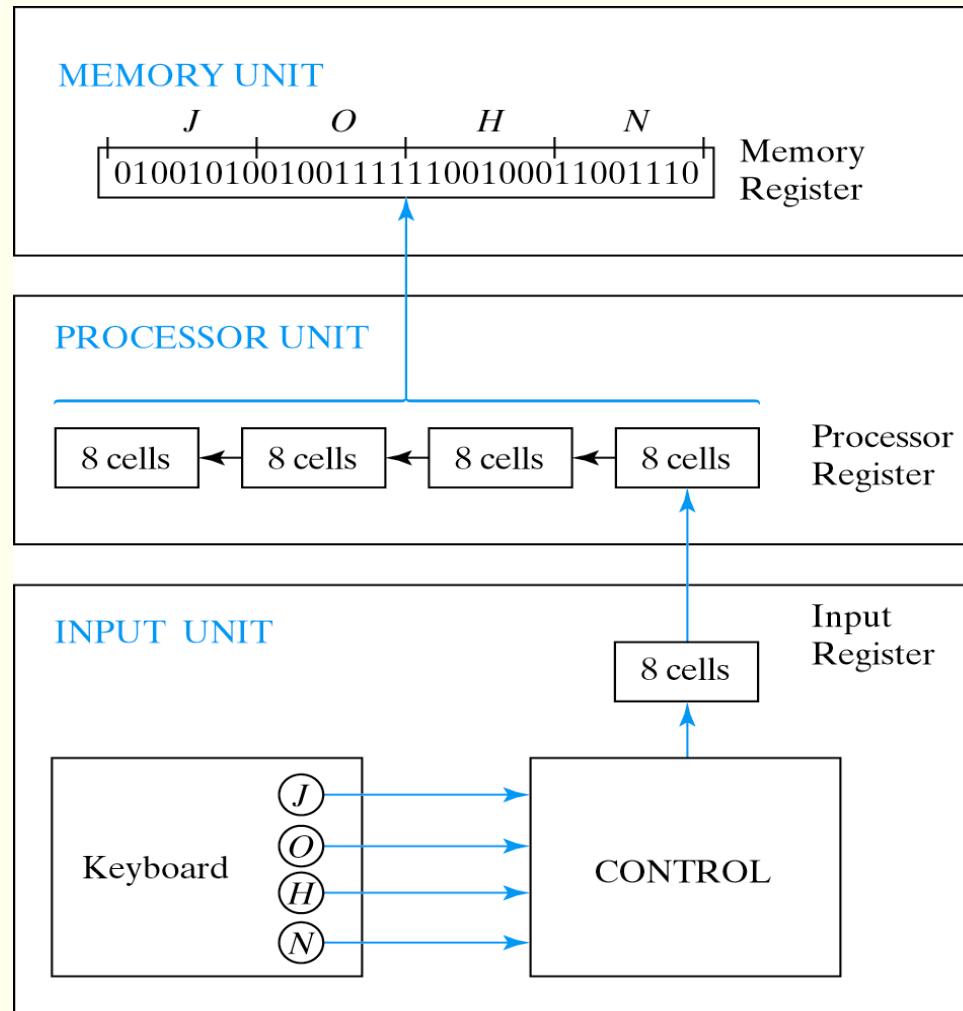 MEMORY UNIT
J O H N
01001010010011111100100011001110
Memory
Register
PROCESSOR UNIT
8 cells 8 cells 8 cells 8 cells
Processor
Register
INPUT UNIT
Input
Register
8 cells
J
O
Keyboard
H
N
CONTROL